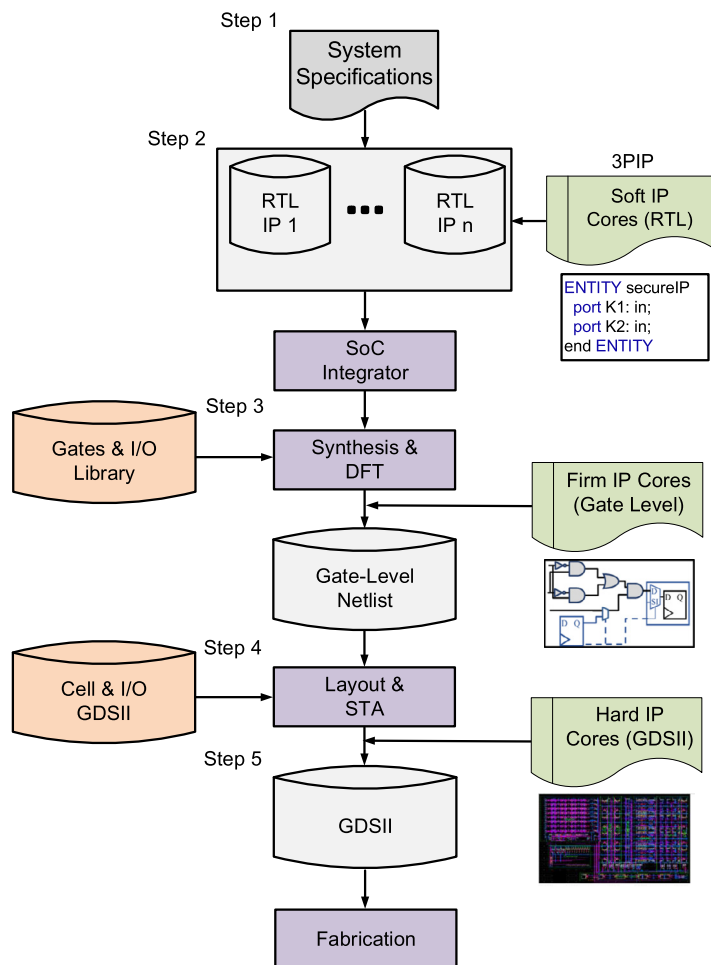 Step 1
System
Specifications
Step 2
RTL
IP 1
RTL
IP n
3PIP
Soft IP
Cores (RTL)
ENTITY secureIP
port K1: in;
port K2: in;
end ENTITY
SoC
Integrator
Step 3
Gates & I/O
Library
Synthesis &
DFT
Firm IP Cores
(Gate Level)
Gate-Level
Netlist
D Q
D
SI
D Q
Step 4
Cell & I/O
GDSII
Layout &
STA
Hard IP
Cores (GDSII)
Step 5
GDSII
Fabrication